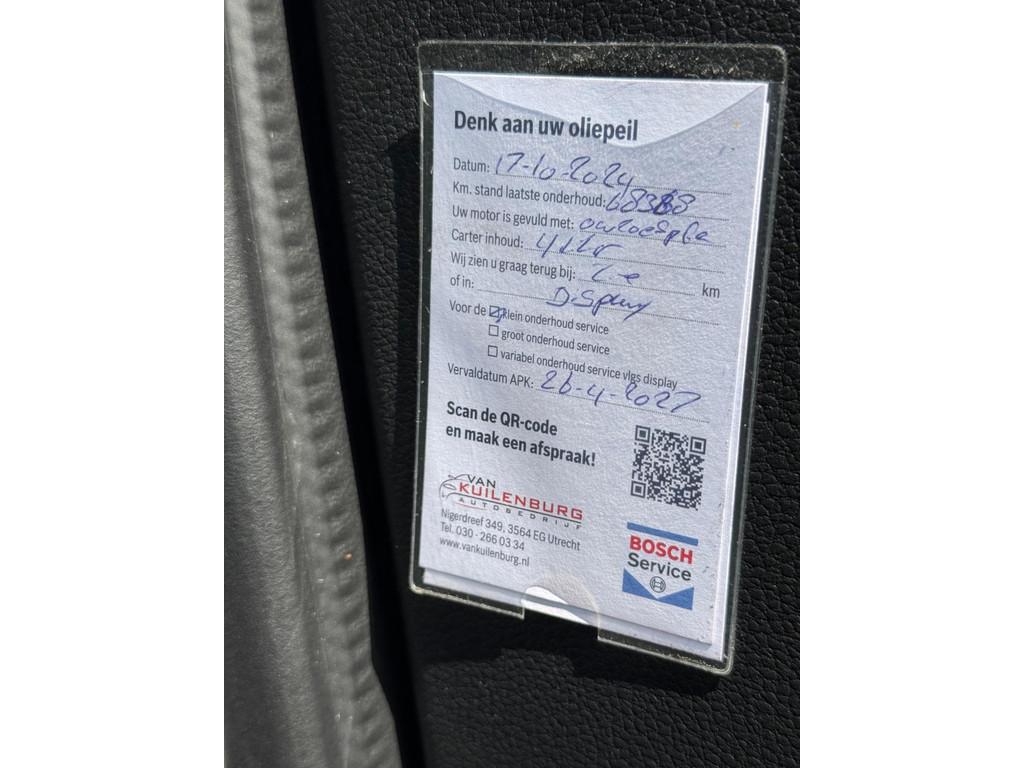 Denk aan uw oliepeil
Datum: 17-10-2024
Km. stand laatste onderhoud:
Uw motor is gevuld met:
Carter inhoud: 4 Ltr
Wij zien u graag terug bij: Z.e km
of in: Display
Voor de ☑ klein onderhoud service
☐ groot onderhoud service
☐ variabel onderhoud service vlgs display
Vervaldatum APK: 26-4-2027
Scan de QR-code
en maak een afspraak!
VAN
KUILENBURG
AUTOBEDRIJF
Nigerdreef 349, 3564 EG Utrecht
Tel. 030 - 266 03 34
www.vankuilenburg.nl
BOSCH
Service